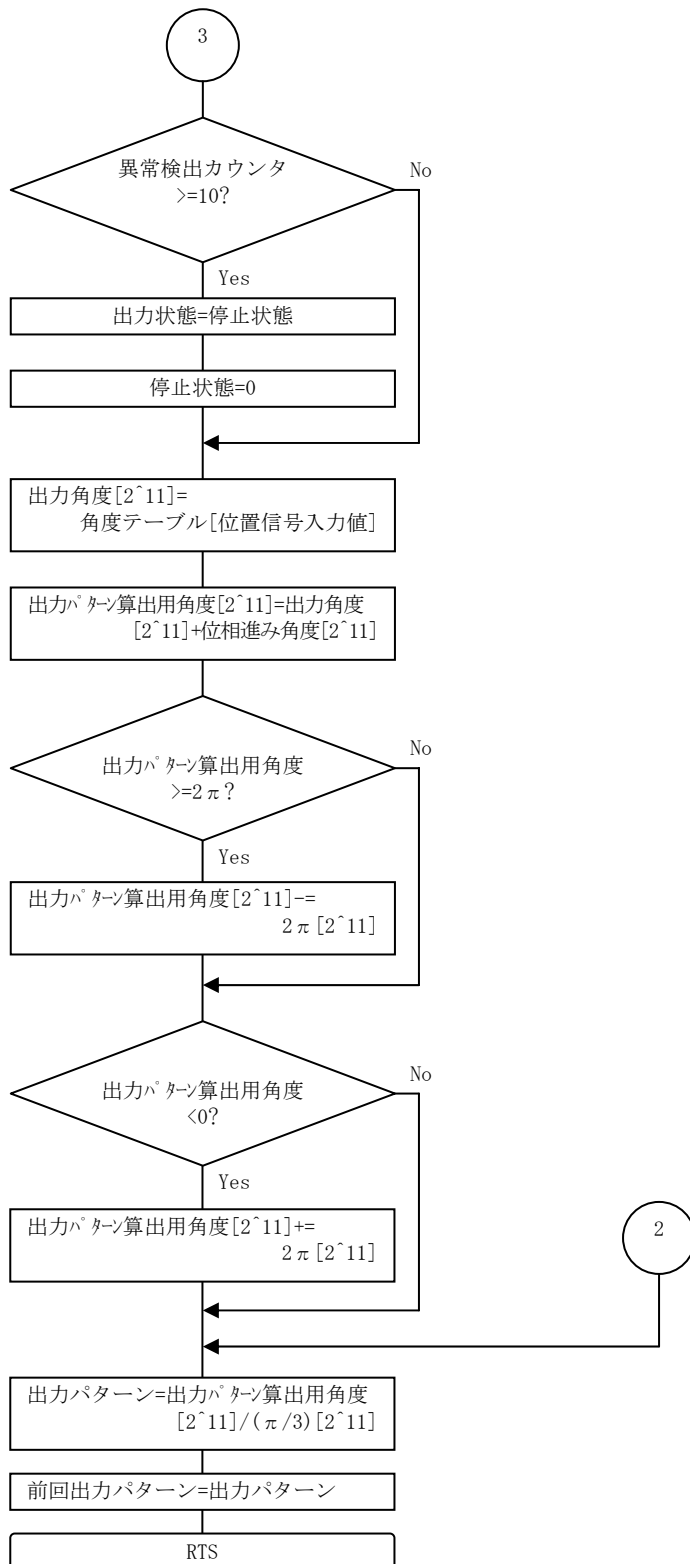 3
異常検出カウンタ
>=10?
No
Yes
出力状態=停止状態
停止状態=0
出力角度[2^11]=
角度テーブル[位置信号入力値]
出力ﾊﾟﾀｰﾝ算出用角度[2^11]=出力角度
[2^11]+位相進み角度[2^11]
No
出力ﾊﾟﾀｰﾝ算出用角度
>=2π?
Yes
出力ﾊﾟﾀｰﾝ算出用角度[2^11]-=
2π[2^11]
No
出力ﾊﾟﾀｰﾝ算出用角度
<0?
Yes
出力ﾊﾟﾀｰﾝ算出用角度[2^11]+=
2π[2^11]
2
出力パターン=出力ﾊﾟﾀｰﾝ算出用角度
[2^11]/(π/3)[2^11]
前回出力パターン=出力パターン
RTS